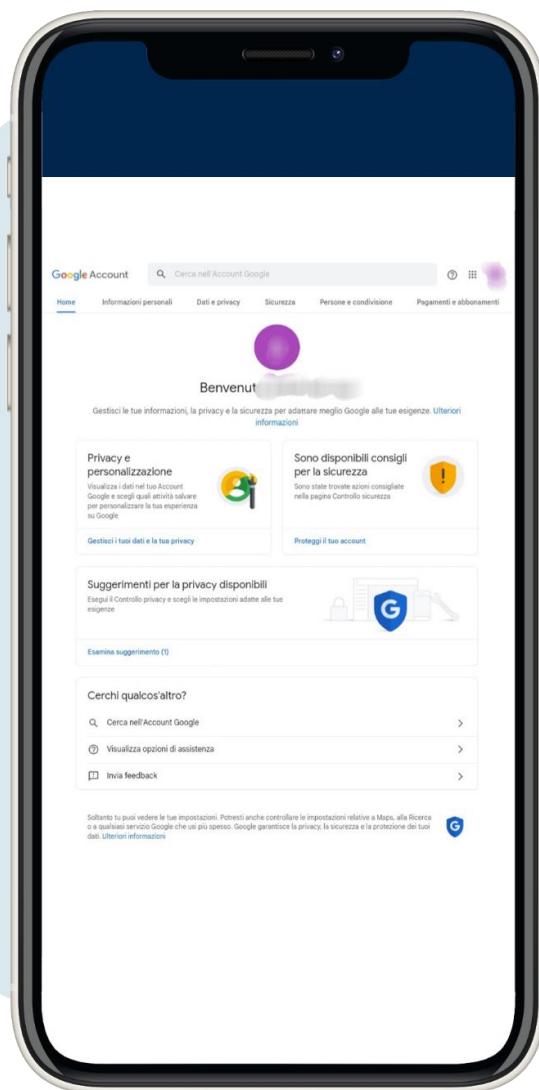 Google Account
Cerca nell'Account Google
Home Informazioni personali Dati e privacy Sicurezza Persone e condivisione Pagamenti e abbonamenti
Benvenut
Gestisci le tue informazioni, la privacy e la sicurezza per adattare meglio Google alle tue esigenze. Ulteriori
informazioni
Privacy e
personalizzazione
Visualizza i dati nel tuo Account
Google e scegli quali attività salvare
per personalizzare la tua esperienza
su Google
Gestisci i tuoi dati e la tua privacy
Sono disponibili consigli
per la sicurezza
Sono state trovate azioni consigliate
nella pagina Controllo sicurezza
Proteggi il tuo account
Suggerimenti per la privacy disponibili
Esegui il Controllo privacy e scegli le impostazioni adatte alle tue
esigenze
G
Esamina suggerimento (1)
Cerchi qualcos'altro?
Cerca nell'Account Google
Visualizza opzioni di assistenza
Invia feedback
Soltanto tu puoi vedere le tue impostazioni. Potresti anche controllare le impostazioni relative a Maps, alla Ricerca
o a qualsiasi servizio Google che usi più spesso. Google garantisce la privacy, la sicurezza e la protezione dei tuoi
dati. Ulteriori informazioni
G